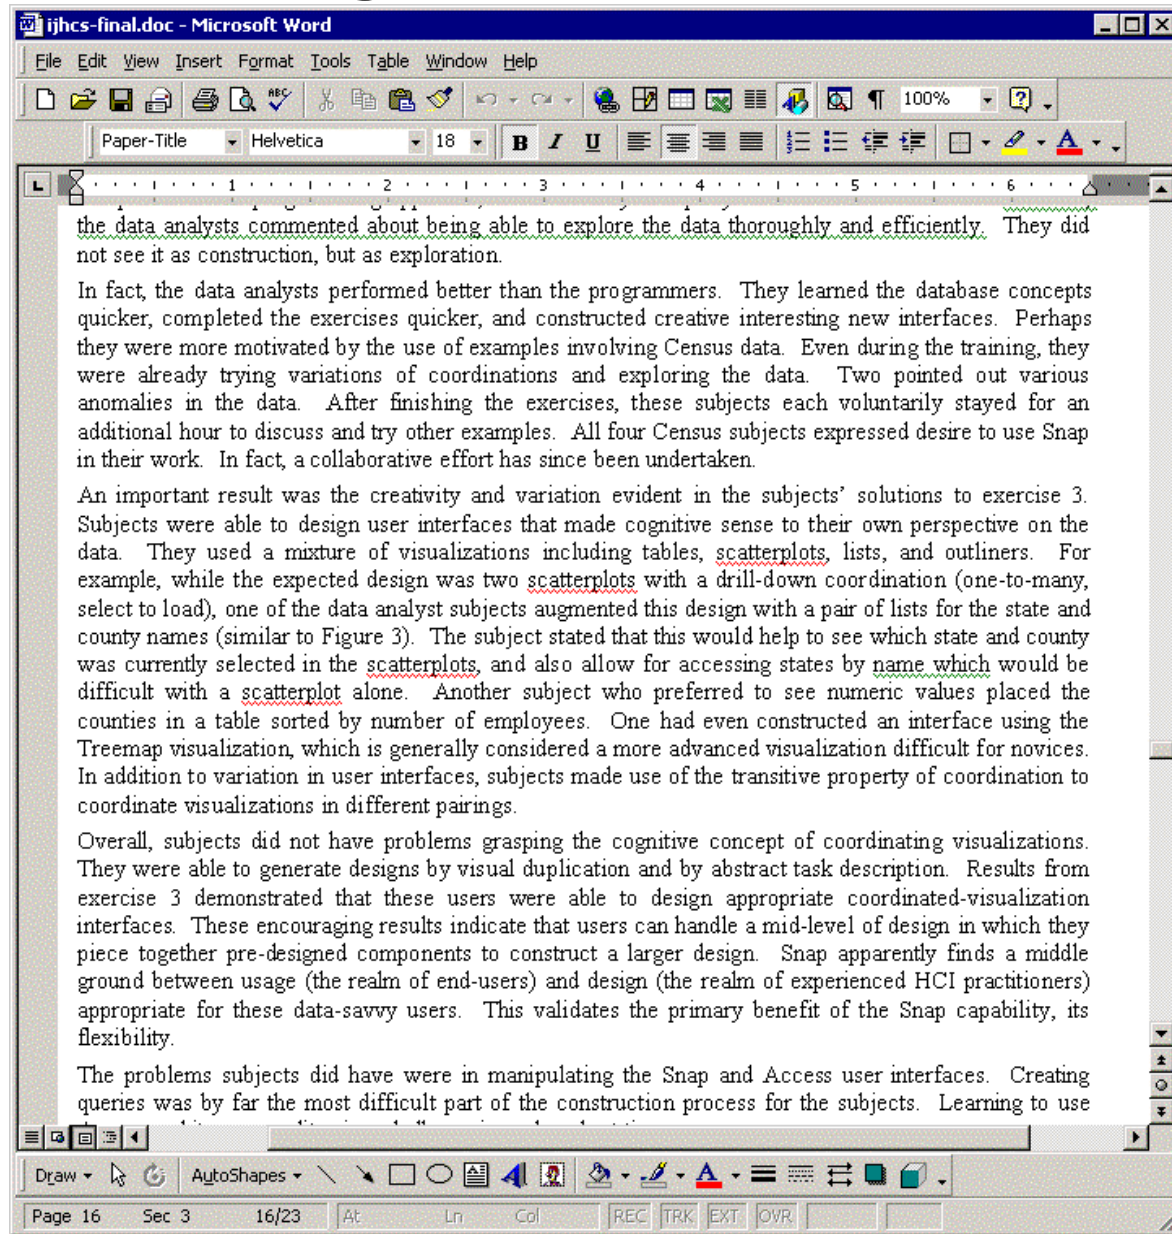 ijhcs-final.doc - Microsoft Word
File Edit View Insert Format Tools Table Window Help
ABC 100%
Paper-Title Helvetica 18 B I U A
1 2 3 4 5 6
the data analysts commented about being able to explore the data thoroughly and efficiently. They did
not see it as construction, but as exploration.
In fact, the data analysts performed better than the programmers. They learned the database concepts
quicker, completed the exercises quicker, and constructed creative interesting new interfaces. Perhaps
they were more motivated by the use of examples involving Census data. Even during the training, they
were already trying variations of coordinations and exploring the data. Two pointed out various
anomalies in the data. After finishing the exercises, these subjects each voluntarily stayed for an
additional hour to discuss and try other examples. All four Census subjects expressed desire to use Snap
in their work. In fact, a collaborative effort has since been undertaken.
An important result was the creativity and variation evident in the subjects' solutions to exercise 3.
Subjects were able to design user interfaces that made cognitive sense to their own perspective on the
data. They used a mixture of visualizations including tables, scatterplots, lists, and outliners. For
example, while the expected design was two scatterplots with a drill-down coordination (one-to-many,
select to load), one of the data analyst subjects augmented this design with a pair of lists for the state and
county names (similar to Figure 3). The subject stated that this would help to see which state and county
was currently selected in the scatterplots, and also allow for accessing states by name which would be
difficult with a scatterplot alone. Another subject who preferred to see numeric values placed the
counties in a table sorted by number of employees. One had even constructed an interface using the
Treemap visualization, which is generally considered a more advanced visualization difficult for novices.
In addition to variation in user interfaces, subjects made use of the transitive property of coordination to
coordinate visualizations in different pairings.
Overall, subjects did not have problems grasping the cognitive concept of coordinating visualizations.
They were able to generate designs by visual duplication and by abstract task description. Results from
exercise 3 demonstrated that these users were able to design appropriate coordinated-visualization
interfaces. These encouraging results indicate that users can handle a mid-level of design in which they
piece together pre-designed components to construct a larger design. Snap apparently finds a middle
ground between usage (the realm of end-users) and design (the realm of experienced HCI practitioners)
appropriate for these data-savvy users. This validates the primary benefit of the Snap capability, its
flexibility.
The problems subjects did have were in manipulating the Snap and Access user interfaces. Creating
queries was by far the most difficult part of the construction process for the subjects. Learning to use
Draw AutoShapes A A
Page 16 Sec 3 16/23 At Ln Col REC TRK EXT OVR